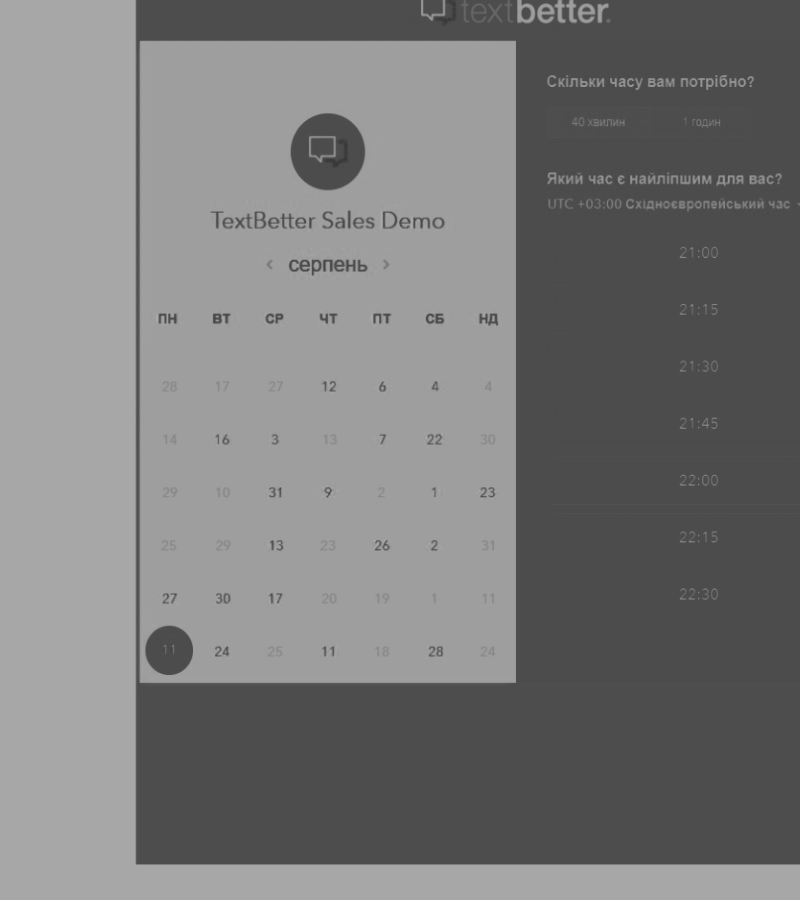 textbetter.
TextBetter Sales Demo
‹ серпень ›
ПН ВТ СР ЧТ ПТ СБ НД
28 17 27 12 6 4 4
14 16 3 13 7 22 30
29 10 31 9 2 1 23
25 29 13 23 26 2 31
27 30 17 20 19 1 11
11 24 25 11 18 28 24
Скільки часу вам потрібно?
40 хвилин 1 годин
Який час є найліпшим для вас?
UTC +03:00 Східноєвропейський час
21:00
21:15
21:30
21:45
22:00
22:15
22:30